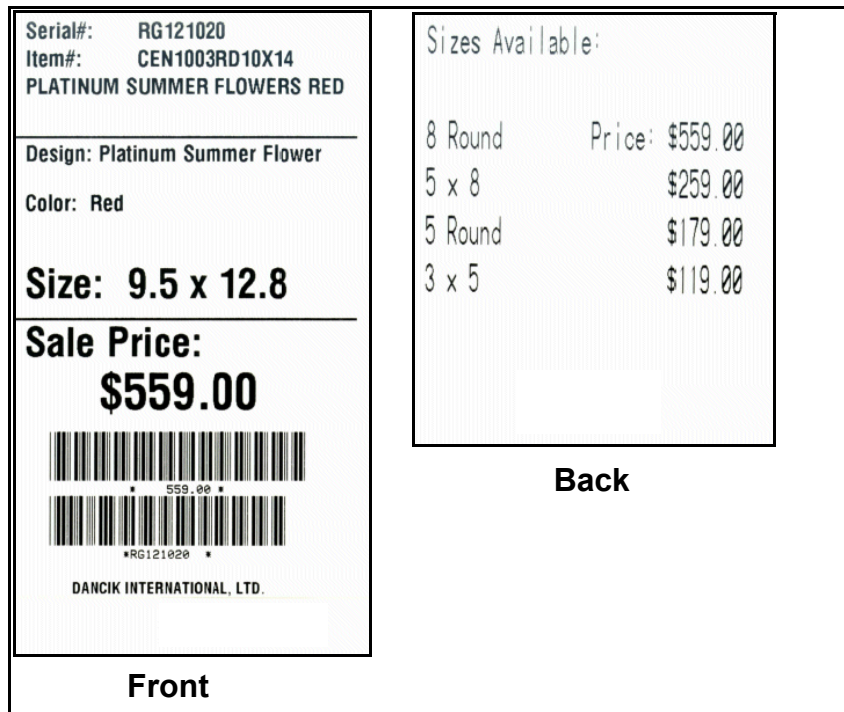 Serial#: RG121020
Item#: CEN1003RD10X14
PLATINUM SUMMER FLOWERS RED
Design: Platinum Summer Flower
Color: Red
Size: 9.5 x 12.8
Sale Price:
$559.00
* 559.00 *
*RG121020 *
DANCIK INTERNATIONAL, LTD.
Front
Sizes Available:
8 Round Price: $559.00
5 x 8 $259.00
5 Round $179.00
3 x 5 $119.00
Back